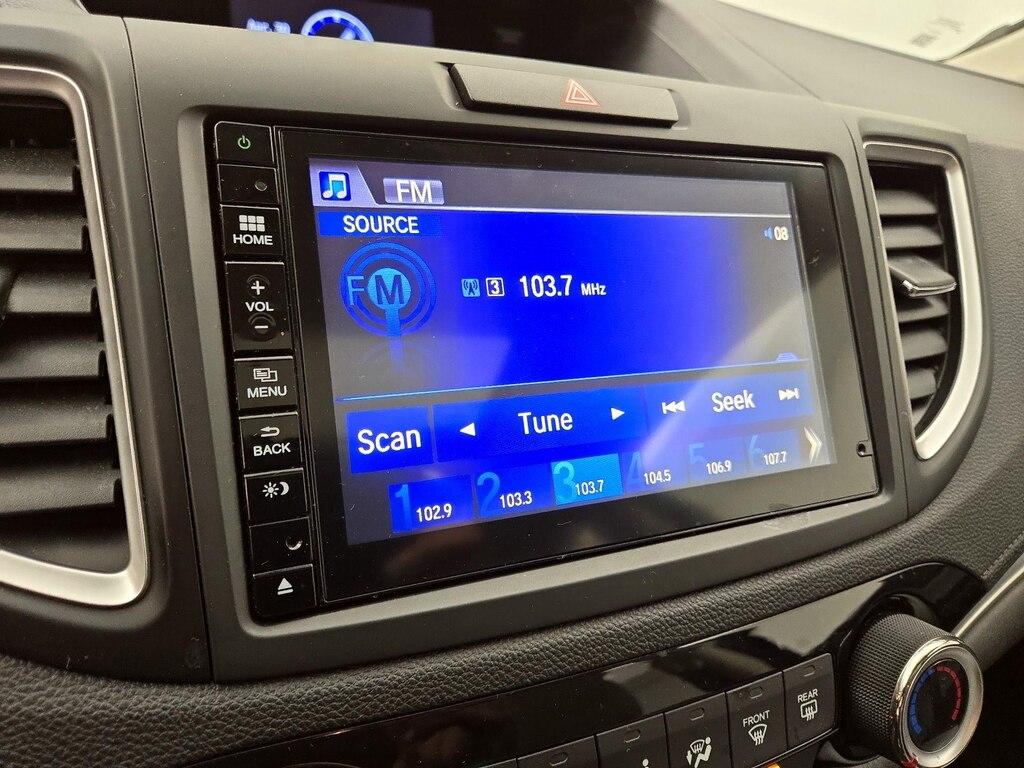 FM
SOURCE
08
HOME
FM
3 103.7 MHz
+
VOL
−
MENU
Scan
Tune
Seek
BACK
1 102.9
2 103.3
3 103.7
4 104.5
5 106.9
6 107.7
FRONT
REAR